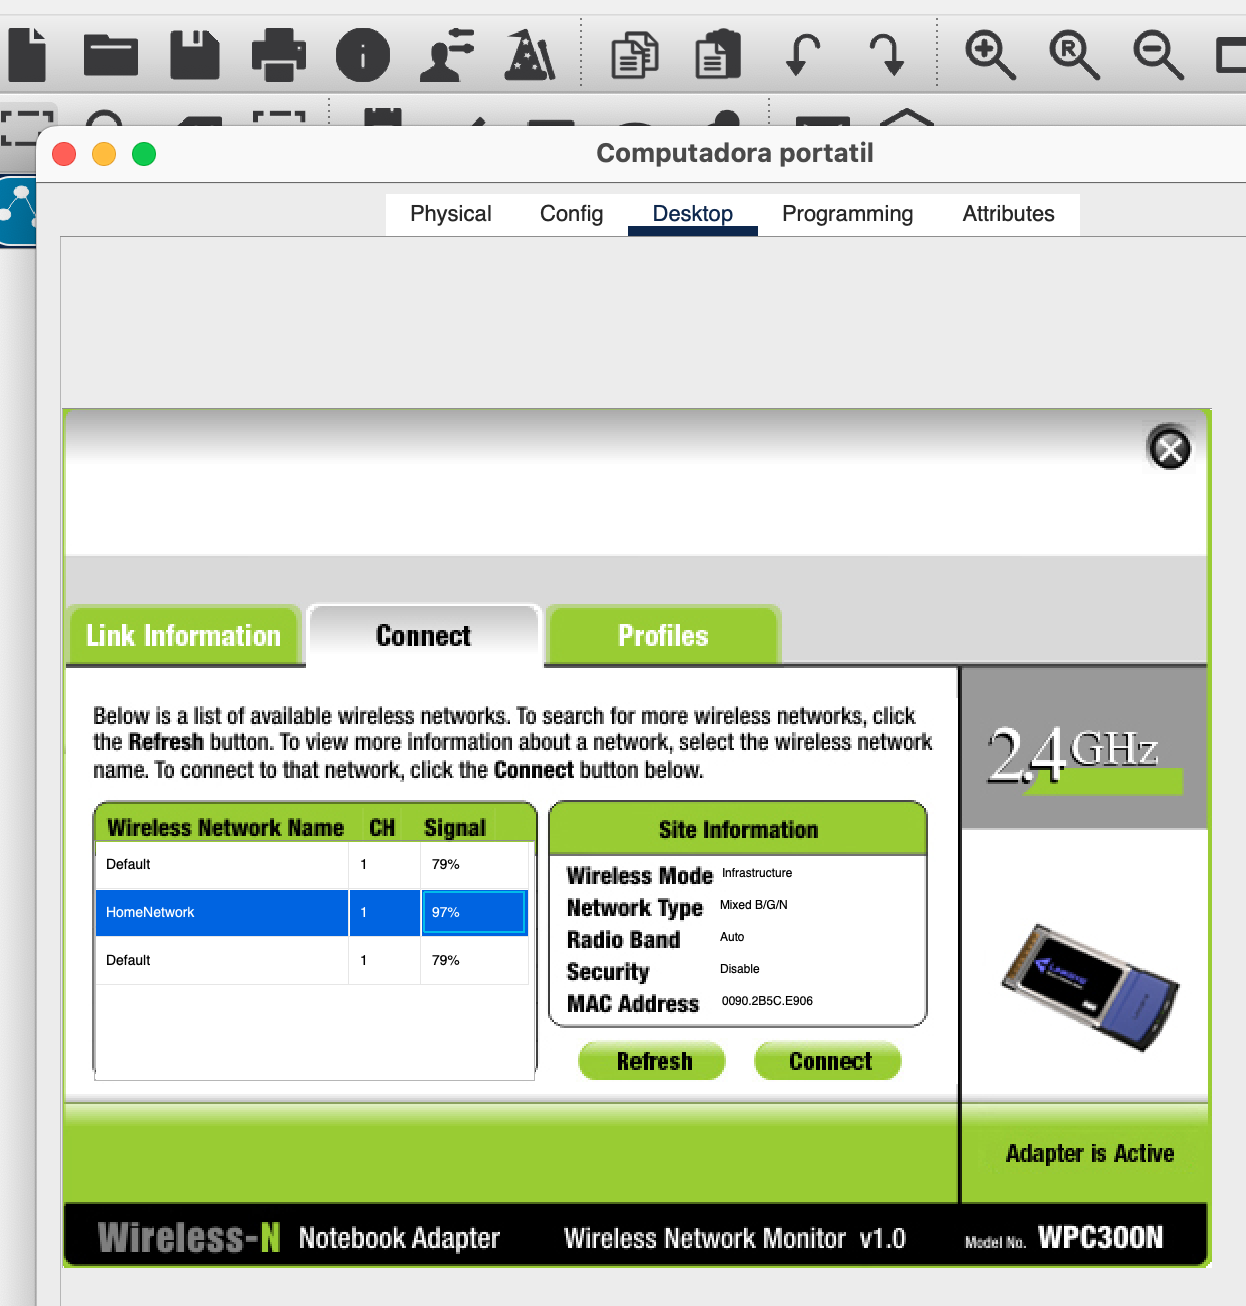 Computadora portatil
Physical Config Desktop Programming Attributes
Link Information Connect Profiles
Below is a list of available wireless networks. To search for more wireless networks, click
the Refresh button. To view more information about a network, select the wireless network
name. To connect to that network, click the Connect button below.
2.4GHz
Wireless Network Name CH Signal
Default 1 79%
HomeNetwork 1 97%
Default 1 79%
Site Information
Wireless Mode Infrastructure
Network Type Mixed B/G/N
Radio Band Auto
Security Disable
MAC Address 0090.2B5C.E906
Refresh Connect
Adapter is Active
Wireless-N Notebook Adapter Wireless Network Monitor v1.0 Model No. WPC300N